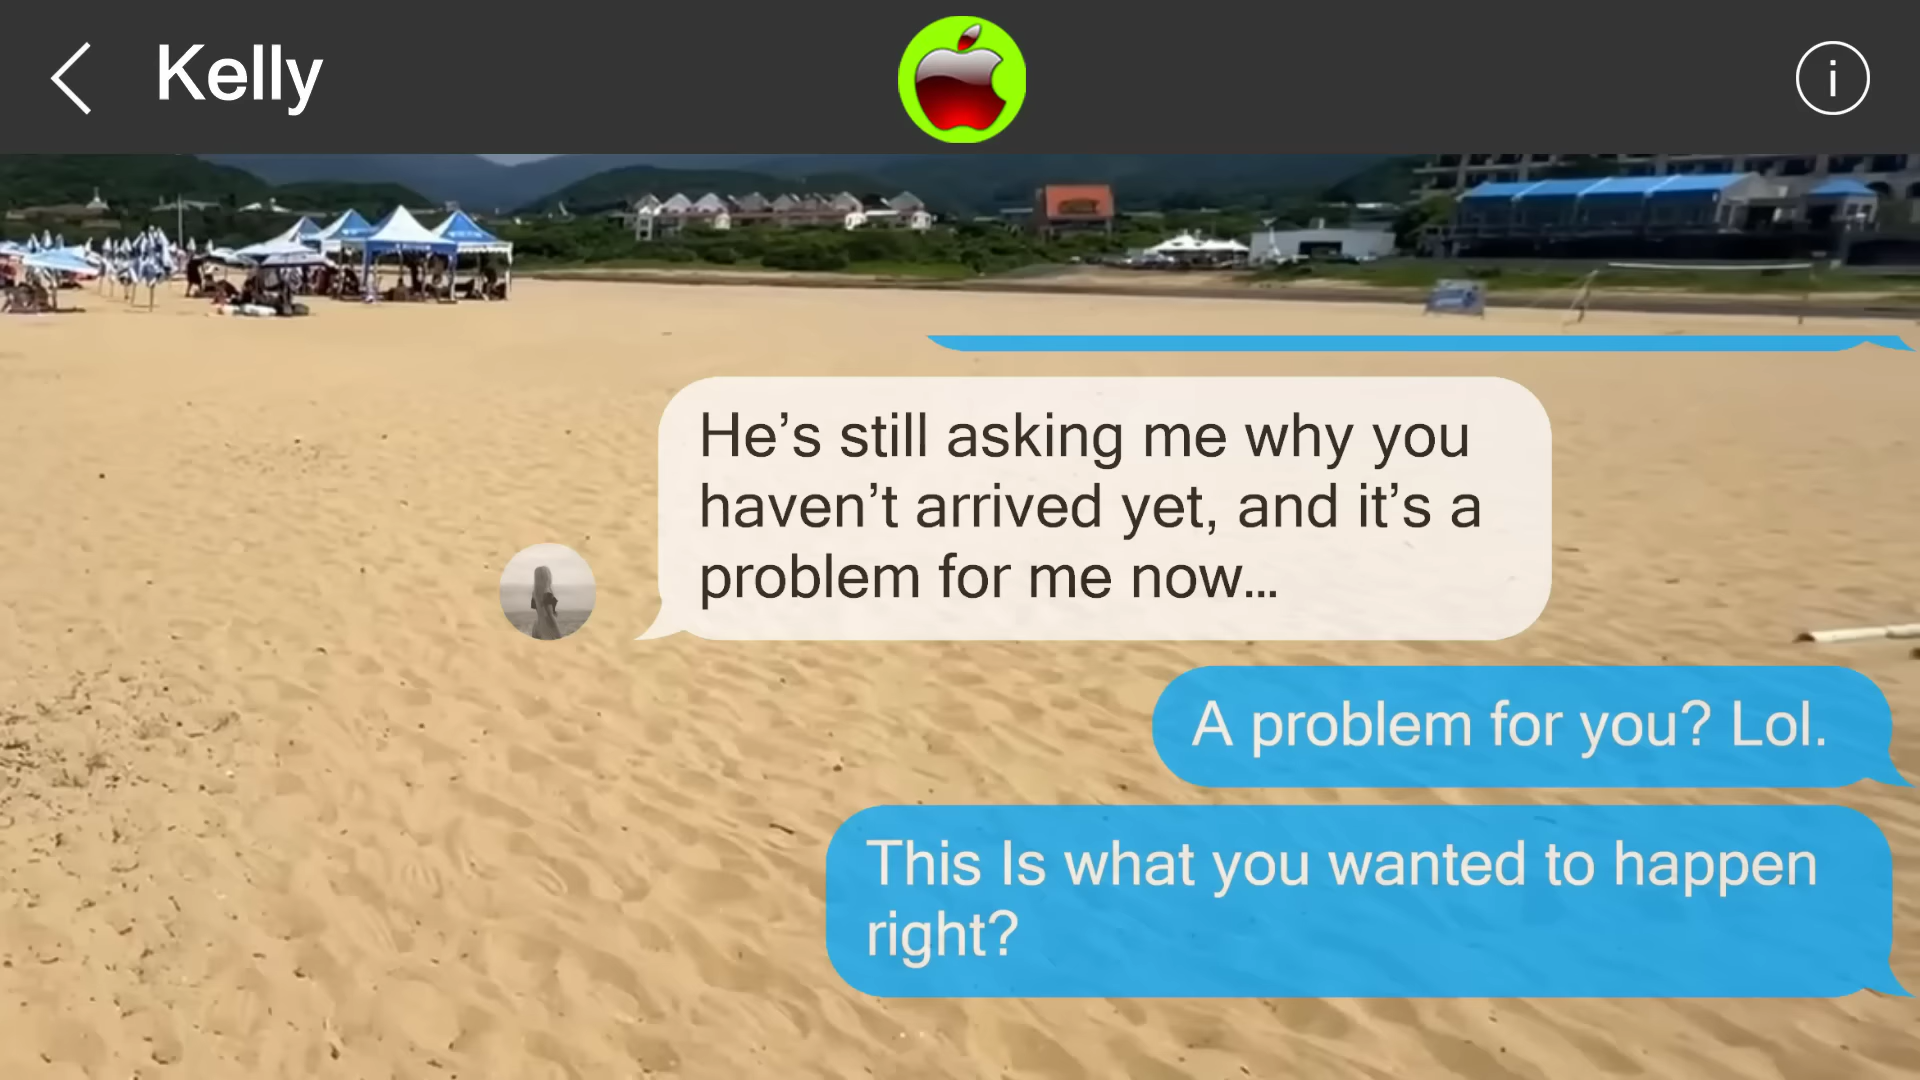 Kelly
i
He’s still asking me why you
haven’t arrived yet, and it’s a
problem for me now...
A problem for you? Lol.
This Is what you wanted to happen
right?